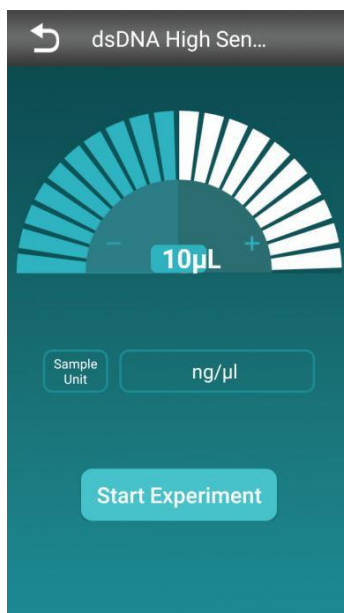 dsDNA High Sen...
− +
10µL
Sample
Unit
ng/µl
Start Experiment